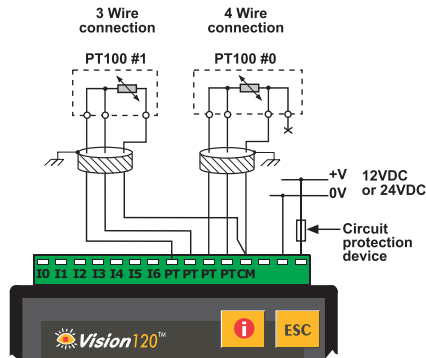 3 Wire
connection
4 Wire
connection
PT100 #1
PT100 #0
+V
0V
12VDC
or 24VDC
Circuit
protection
device
I0 I1 I2 I3 I4 I5 I6 PT PT PT PT CM
Vision120™
i
ESC